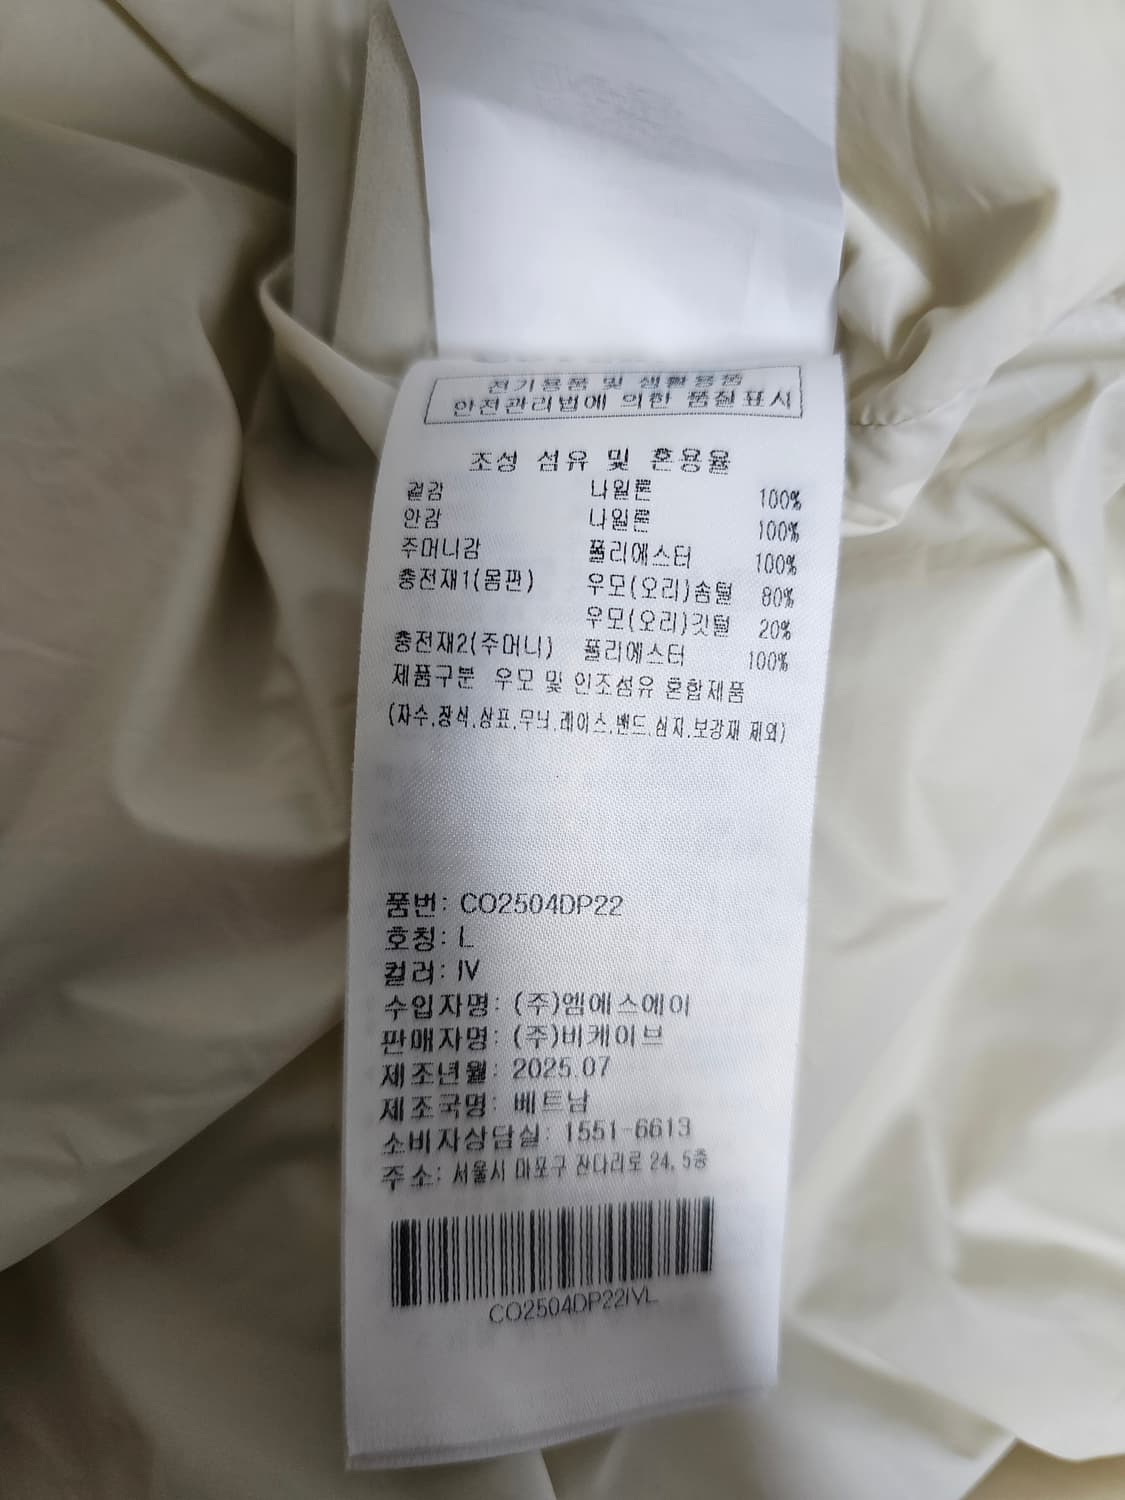 전기용품 및 생활용품
안전관리법에 의한 품질표시
조성 섬유 및 혼용율
겉감 나일론 100%
안감 나일론 100%
주머니감 폴리에스터 100%
충전재1(몸판) 우모(오리)솜털 80%
우모(오리)깃털 20%
충전재2(주머니) 폴리에스터 100%
제품구분 우모 및 인조섬유 혼합제품
(자수,장식,상표,무늬,레이스,밴드,심지,보강재 제외)
품번: CO2504DP22
호칭: L
컬러: IV
수입자명: (주)엠에스에이
판매자명: (주)비케이브
제조년월: 2025.07
제조국명: 베트남
소비자상담실: 1551-6613
주소: 서울시 마포구 잔다리로 24, 5층
CO2504DP22IVL